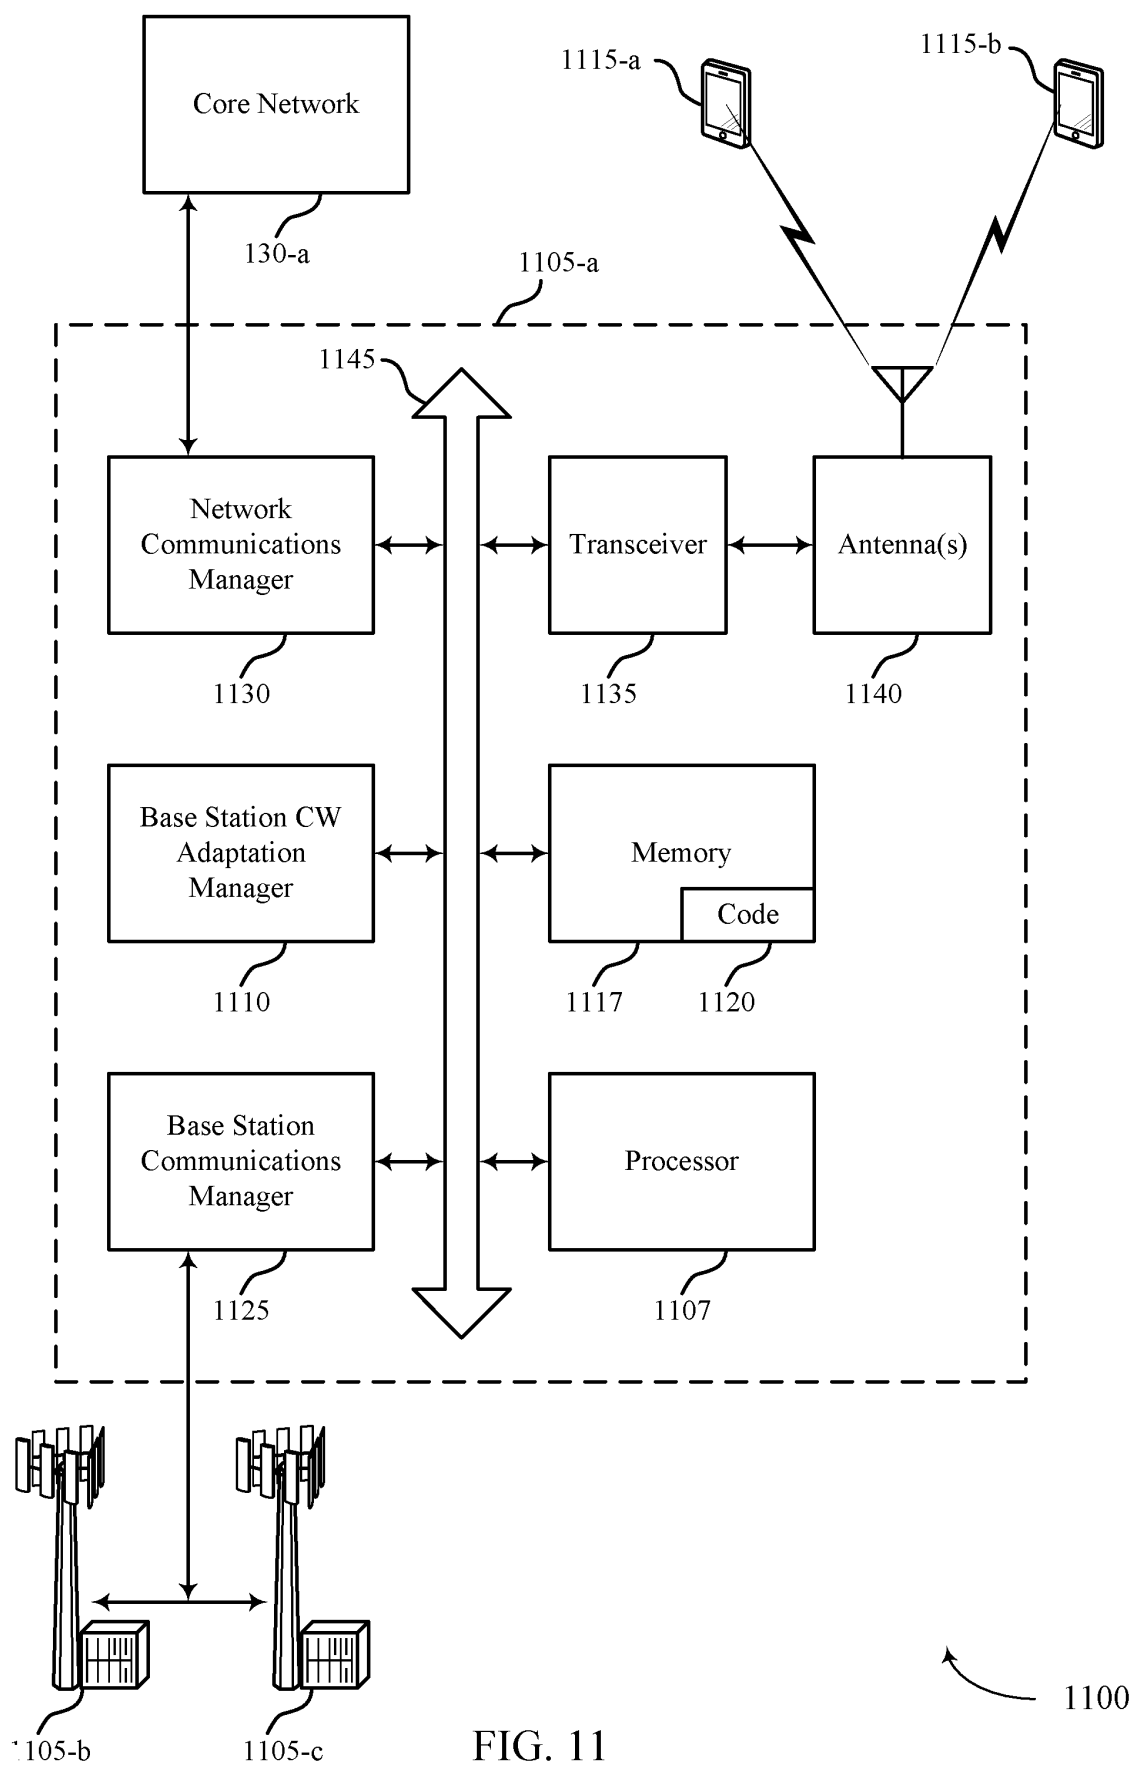 Core Network
130-a
1115-a
1115-b
1105-a
1145
Network
Communications
Manager
1130
Transceiver
1135
Antenna(s)
1140
Base Station CW
Adaptation
Manager
1110
Memory
Code
1117
1120
Base Station
Communications
Manager
1125
Processor
1107
1105-b
1105-c
1100
FIG. 11